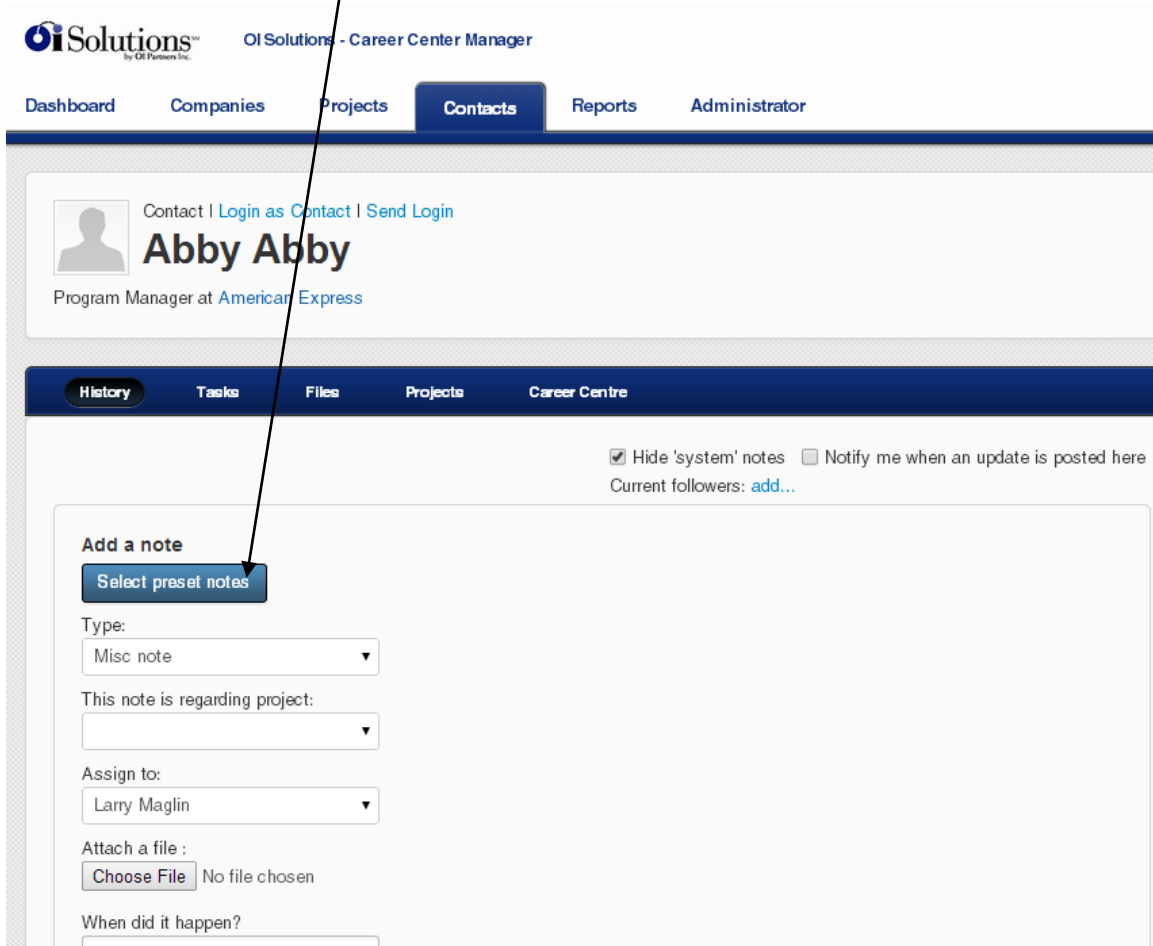 OiSolutions℠ OI Solutions - Career Center Manager
by OI Partners Inc.
Dashboard Companies Projects Contacts Reports Administrator
Contact | Login as Contact | Send Login
Abby Abby
Program Manager at American Express
History Tasks Files Projects Career Centre
Hide 'system' notes Notify me when an update is posted here
Current followers: add...
Add a note
Select preset notes
Type:
Misc note
This note is regarding project:
Assign to:
Larry Maglin
Attach a file :
Choose File No file chosen
When did it happen?